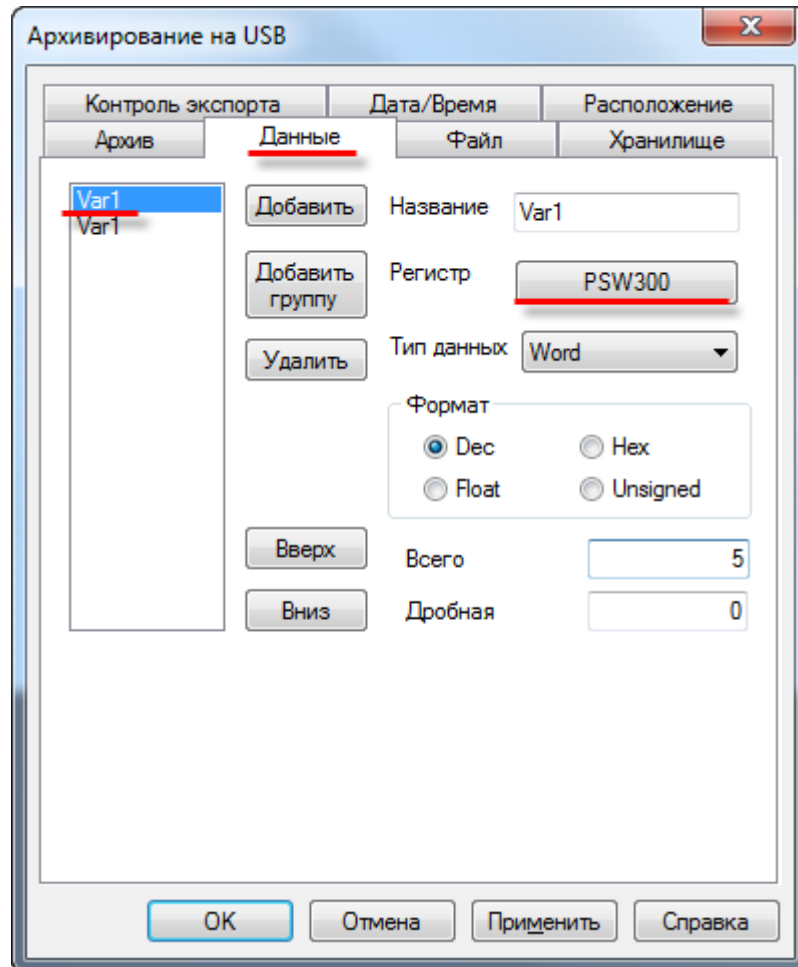 Архивирование на USB
Контроль экспорта Дата/Время Расположение
Архив Данные Файл Хранилище
Var1 Добавить Название Var1
Var1
Добавить группу Регистр PSW300
Удалить Тип данных Word
Формат
Dec Hex
Float Unsigned
Вверх Всего 5
Вниз Дробная 0
OK Отмена Применить Справка